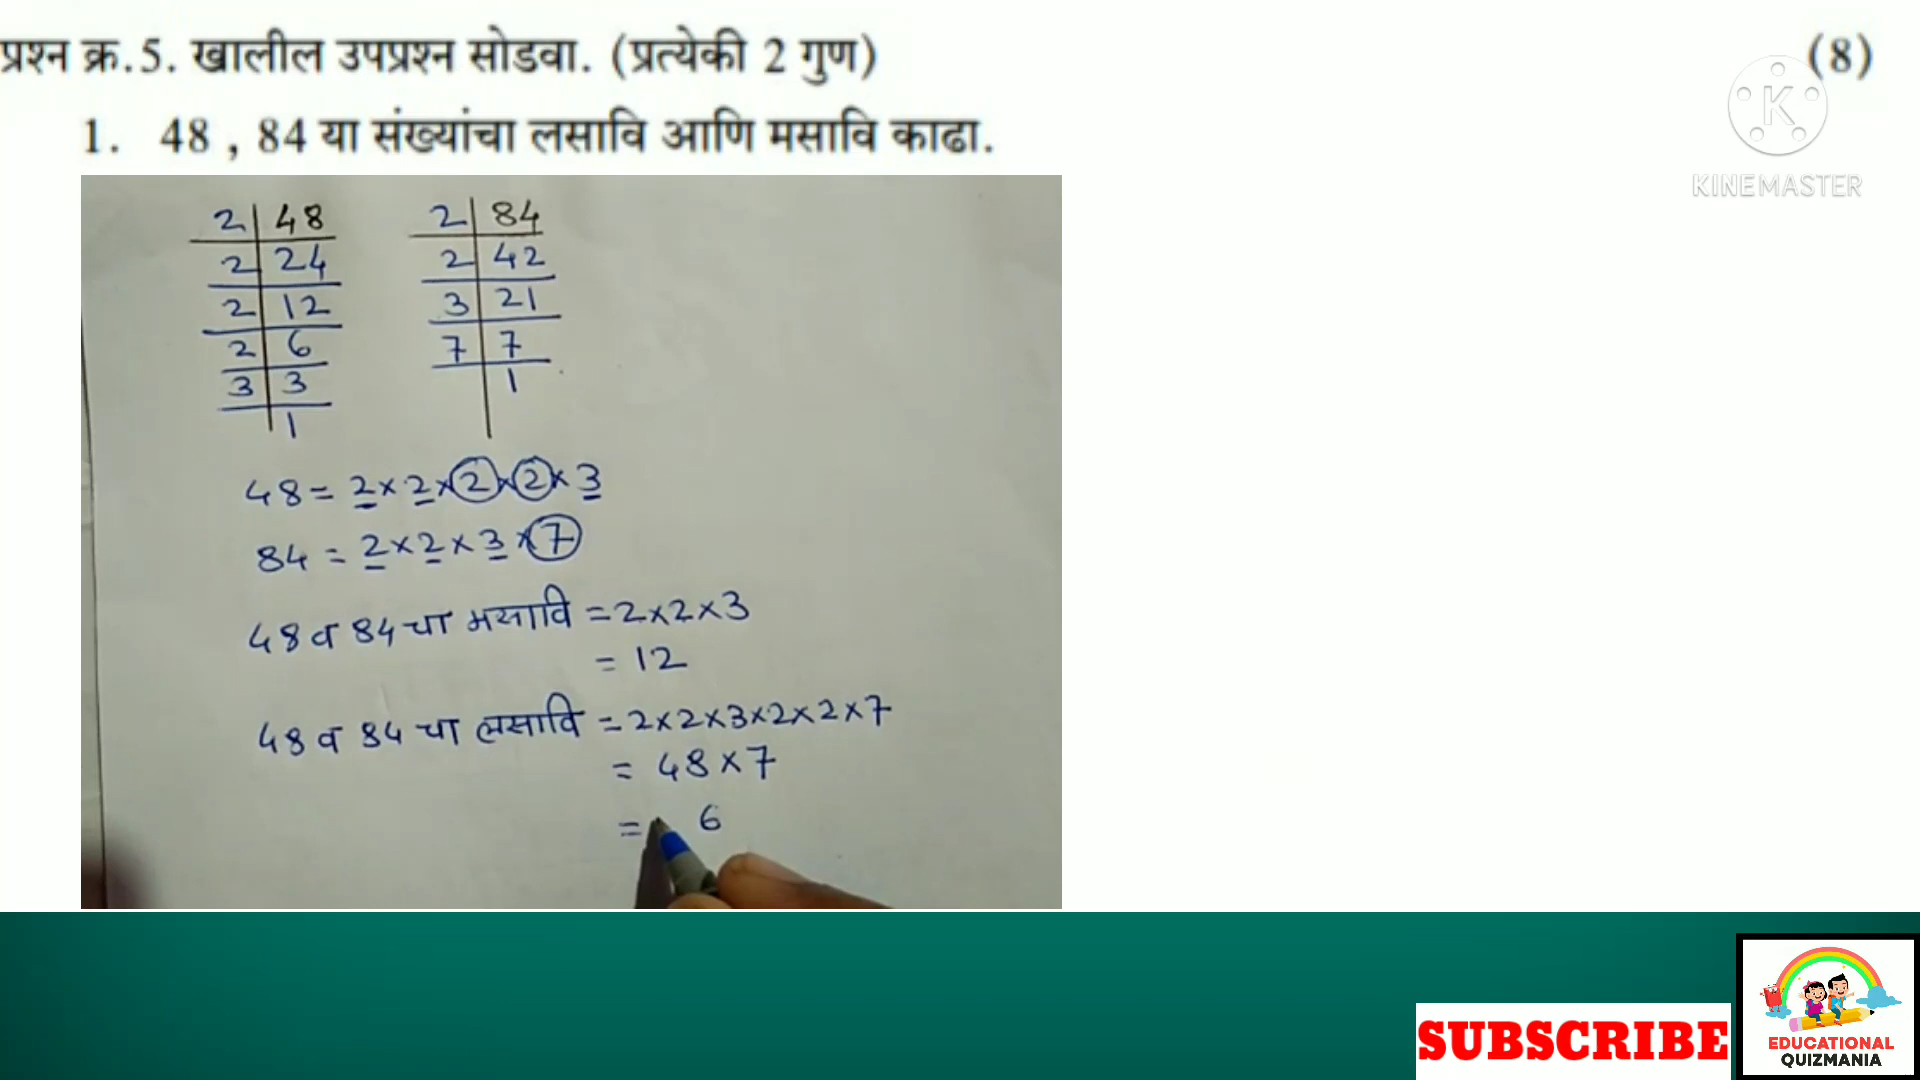 प्रश्न क्र.5. खालील उपप्रश्न सोडवा. (प्रत्येकी 2 गुण) (8)
1. 48 , 84 या संख्यांचा लसावि आणि मसावि काढा.
KINEMASTER
2 48
2 24
2 12
2 6
3 3
1
2 84
2 42
3 21
7 7
1
48 = 2 × 2 × 2 × 2 × 3
84 = 2 × 2 × 3 × 7
48 व 84 चा मसावि = 2 × 2 × 3
= 12
48 व 84 चा लसावि = 2 × 2 × 3 × 2 × 2 × 7
= 48 × 7
= 6
SUBSCRIBE
EDUCATIONAL
QUIZMANIA